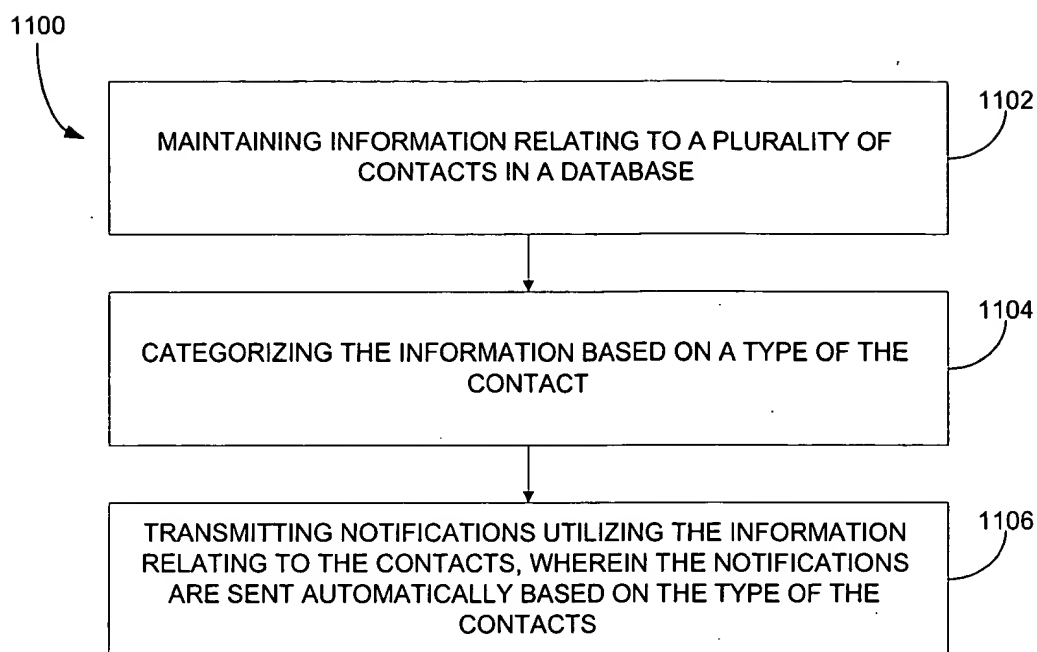 1100
1102
MAINTAINING INFORMATION RELATING TO A PLURALITY OF
CONTACTS IN A DATABASE
1104
CATEGORIZING THE INFORMATION BASED ON A TYPE OF THE
CONTACT
1106
TRANSMITTING NOTIFICATIONS UTILIZING THE INFORMATION
RELATING TO THE CONTACTS, WHEREIN THE NOTIFICATIONS
ARE SENT AUTOMATICALLY BASED ON THE TYPE OF THE
CONTACTS